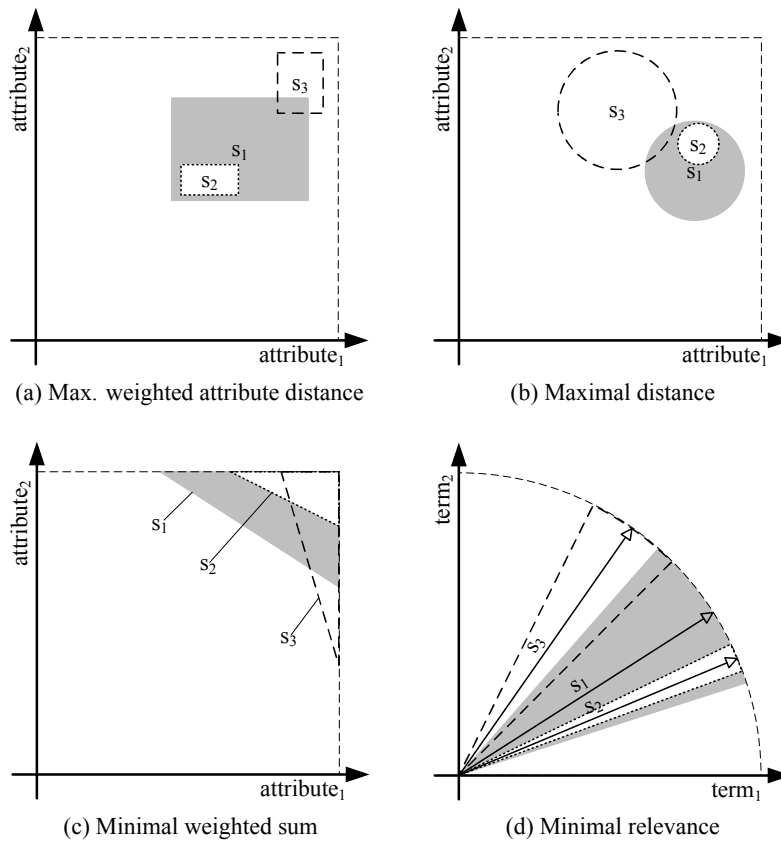 attribute2
s3
s1
s2
attribute1
(a) Max. weighted attribute distance
attribute2
s3
s2
s1
attribute1
(b) Maximal distance
attribute2
s1
s2
s3
attribute1
(c) Minimal weighted sum
term2
s3
s1
s2
term1
(d) Minimal relevance